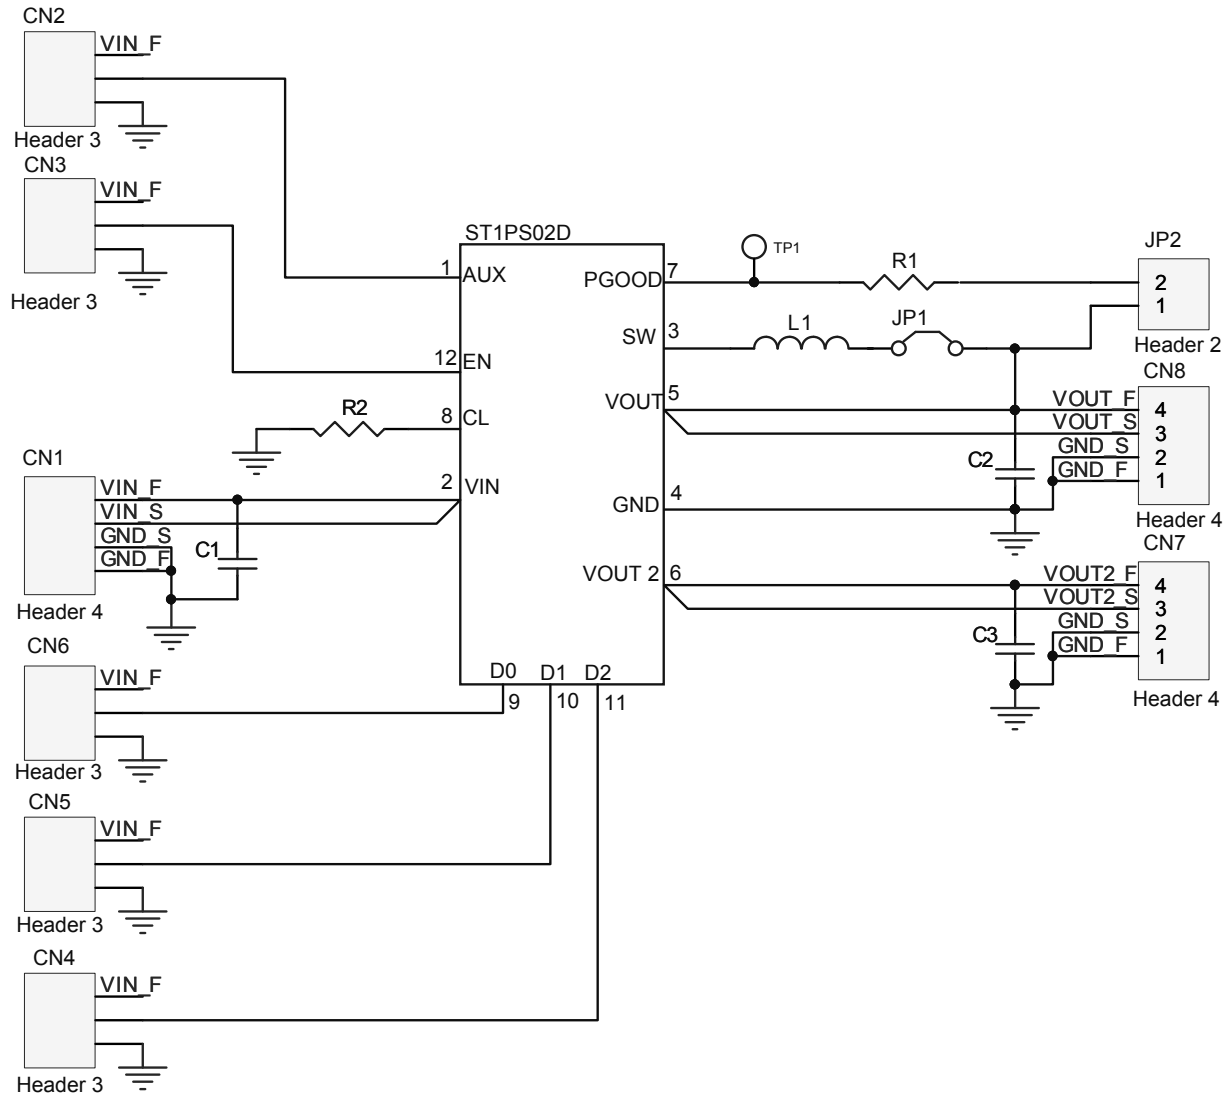 CN2
VIN_F
Header 3
CN3
VIN_F
Header 3
ST1PS02D
1
AUX
12
EN
8
CL
R2
2
VIN
PGOOD
7
TP1
R1
JP2
2
1
Header 2
SW
3
L1
JP1
VOUT
5
CN8
VOUT_F
4
VOUT_S
3
GND_S
2
GND_F
1
Header 4
C2
GND
4
CN1
VIN_F
VIN_S
GND_S
GND_F
C1
Header 4
VOUT 2
6
CN7
VOUT2_F
4
VOUT2_S
3
GND_S
2
GND_F
1
Header 4
C3
D0
D1
D2
9
10
11
CN6
VIN_F
Header 3
CN5
VIN_F
Header 3
CN4
VIN_F
Header 3